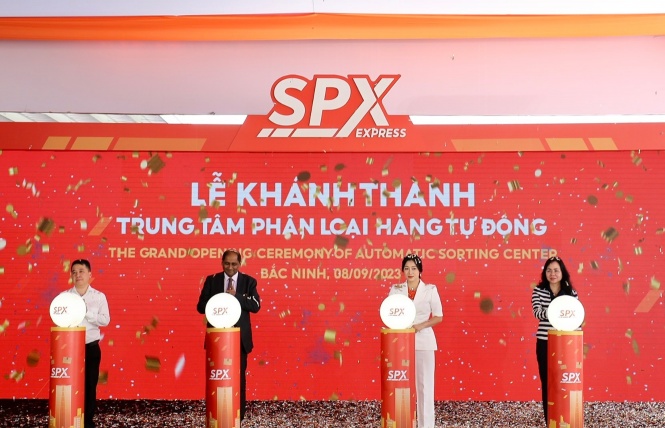 SPX
EXPRESS
LỄ KHÁNH THÀNH
TRUNG TÂM PHÂN LOẠI HÀNG TỰ ĐỘNG
THE GRAND OPENING CEREMONY OF AUTOMATIC SORTING CENTER
BẮC NINH, 08/09/2023
SPX SPX SPX SPX
SPX SPX SPX SPX